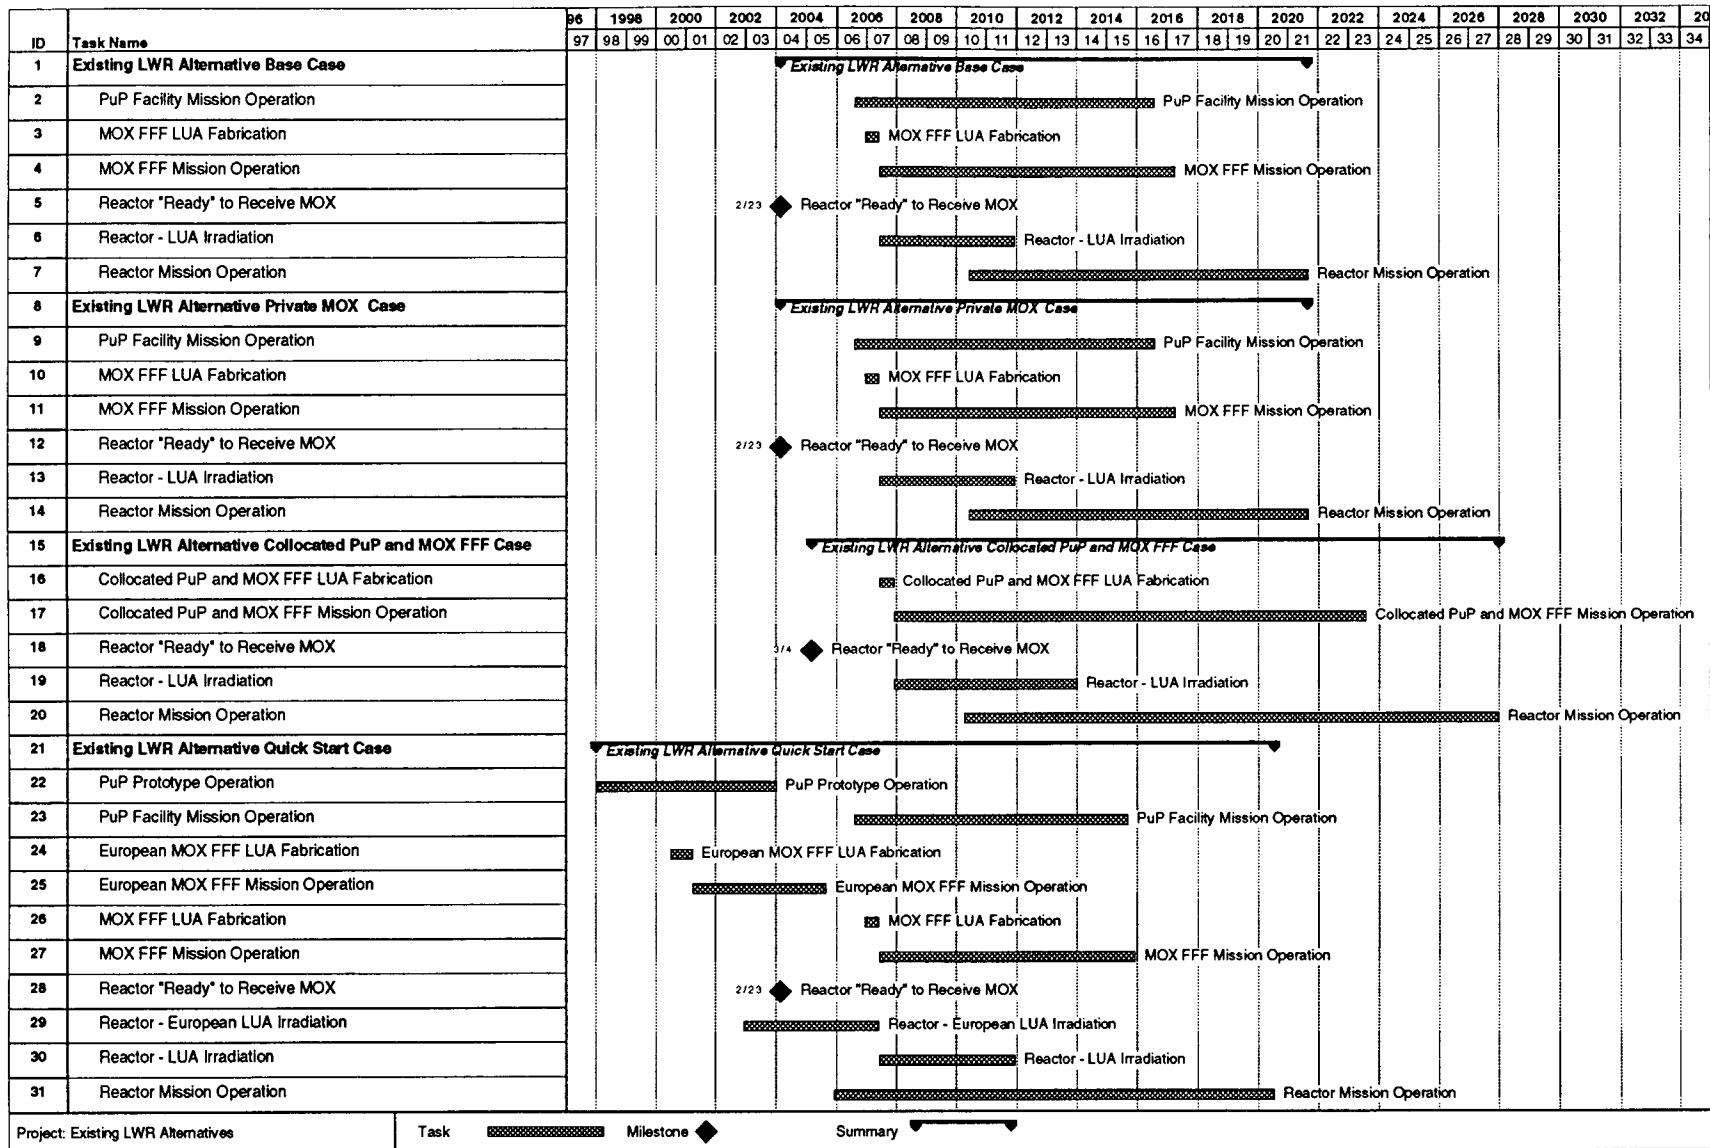 96 1998 2000 2002 2004 2006 2008 2010 2012 2014 2016 2018 2020 2022 2024 2026 2028 2030 2032 20
ID Task Name 97 98 99 00 01 02 03 04 05 06 07 08 09 10 11 12 13 14 15 16 17 18 19 20 21 22 23 24 25 26 27 28 29 30 31 32 33 34
1 Existing LWR Alternative Base Case Existing LWR Alternative Base Case
2 PuP Facility Mission Operation PuP Facility Mission Operation
3 MOX FFF LUA Fabrication MOX FFF LUA Fabrication
4 MOX FFF Mission Operation MOX FFF Mission Operation
5 Reactor "Ready" to Receive MOX 2/23 Reactor "Ready" to Receive MOX
6 Reactor - LUA Irradiation Reactor - LUA Irradiation
7 Reactor Mission Operation Reactor Mission Operation
8 Existing LWR Alternative Private MOX Case Existing LWR Alternative Private MOX Case
9 PuP Facility Mission Operation PuP Facility Mission Operation
10 MOX FFF LUA Fabrication MOX FFF LUA Fabrication
11 MOX FFF Mission Operation MOX FFF Mission Operation
12 Reactor "Ready" to Receive MOX 2/23 Reactor "Ready" to Receive MOX
13 Reactor - LUA Irradiation Reactor - LUA Irradiation
14 Reactor Mission Operation Reactor Mission Operation
15 Existing LWR Alternative Collocated PuP and MOX FFF Case Existing LWR Alternative Collocated PuP and MOX FFF Case
16 Collocated PuP and MOX FFF LUA Fabrication Collocated PuP and MOX FFF LUA Fabrication
17 Collocated PuP and MOX FFF Mission Operation Collocated PuP and MOX FFF Mission Operation
18 Reactor "Ready" to Receive MOX 3/4 Reactor "Ready" to Receive MOX
19 Reactor - LUA Irradiation Reactor - LUA Irradiation
20 Reactor Mission Operation Reactor Mission Operation
21 Existing LWR Alternative Quick Start Case Existing LWR Alternative Quick Start Case
22 PuP Prototype Operation PuP Prototype Operation
23 PuP Facility Mission Operation PuP Facility Mission Operation
24 European MOX FFF LUA Fabrication European MOX FFF LUA Fabrication
25 European MOX FFF Mission Operation European MOX FFF Mission Operation
26 MOX FFF LUA Fabrication MOX FFF LUA Fabrication
27 MOX FFF Mission Operation MOX FFF Mission Operation
28 Reactor "Ready" to Receive MOX 2/23 Reactor "Ready" to Receive MOX
29 Reactor - European LUA Irradiation Reactor - European LUA Irradiation
30 Reactor - LUA Irradiation Reactor - LUA Irradiation
31 Reactor Mission Operation Reactor Mission Operation
Project: Existing LWR Alternatives Task Milestone Summary